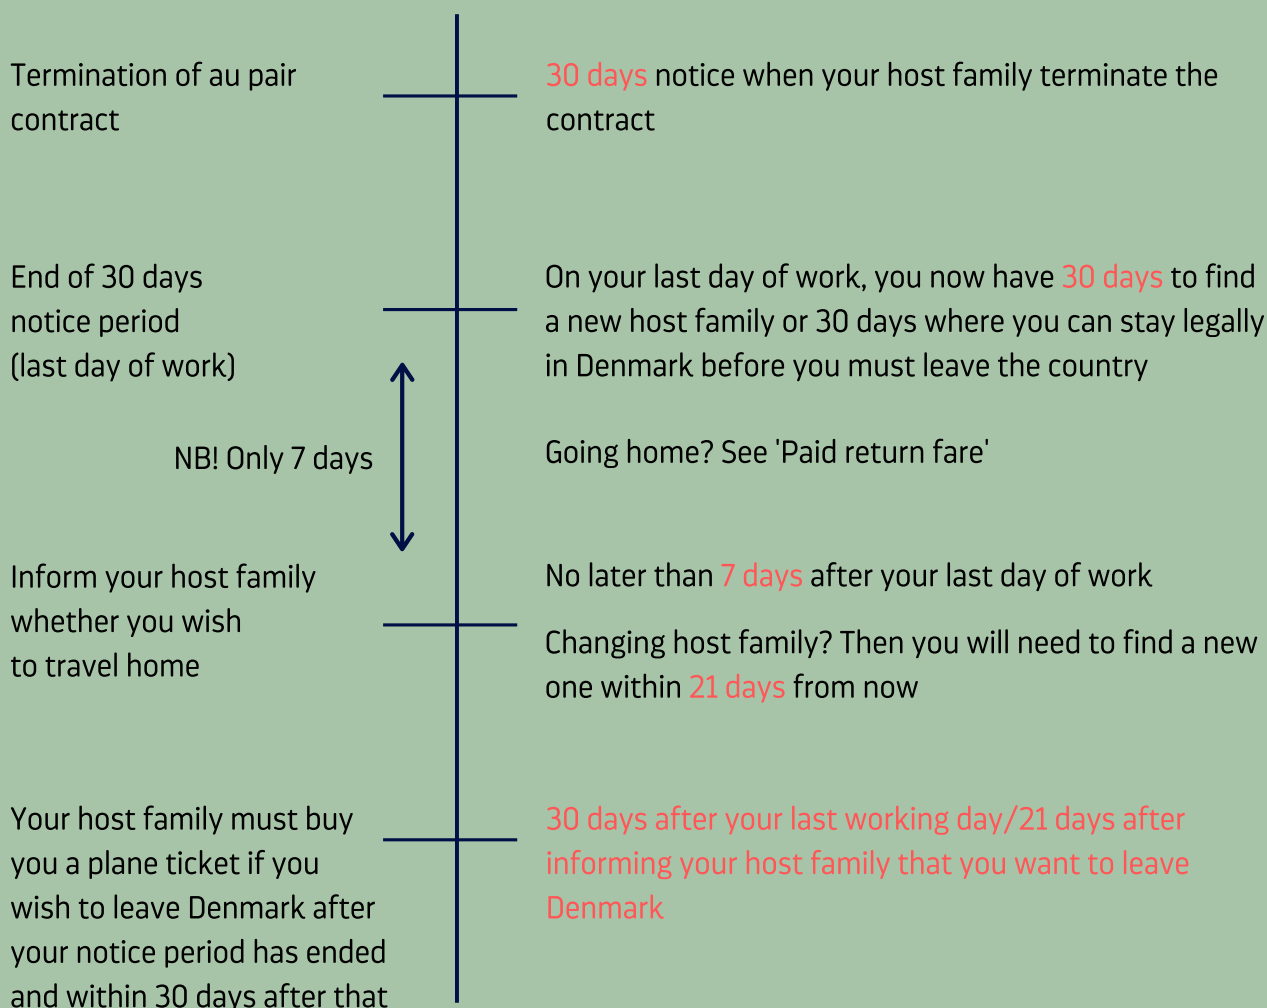 Termination of au pair
contract
30 days notice when your host family terminate the
contract
End of 30 days
notice period
(last day of work)
On your last day of work, you now have 30 days to find
a new host family or 30 days where you can stay legally
in Denmark before you must leave the country
NB! Only 7 days
Going home? See 'Paid return fare'
Inform your host family
whether you wish
to travel home
No later than 7 days after your last day of work
Changing host family? Then you will need to find a new
one within 21 days from now
Your host family must buy
you a plane ticket if you
wish to leave Denmark after
your notice period has ended
and within 30 days after that
30 days after your last working day/21 days after
informing your host family that you want to leave
Denmark